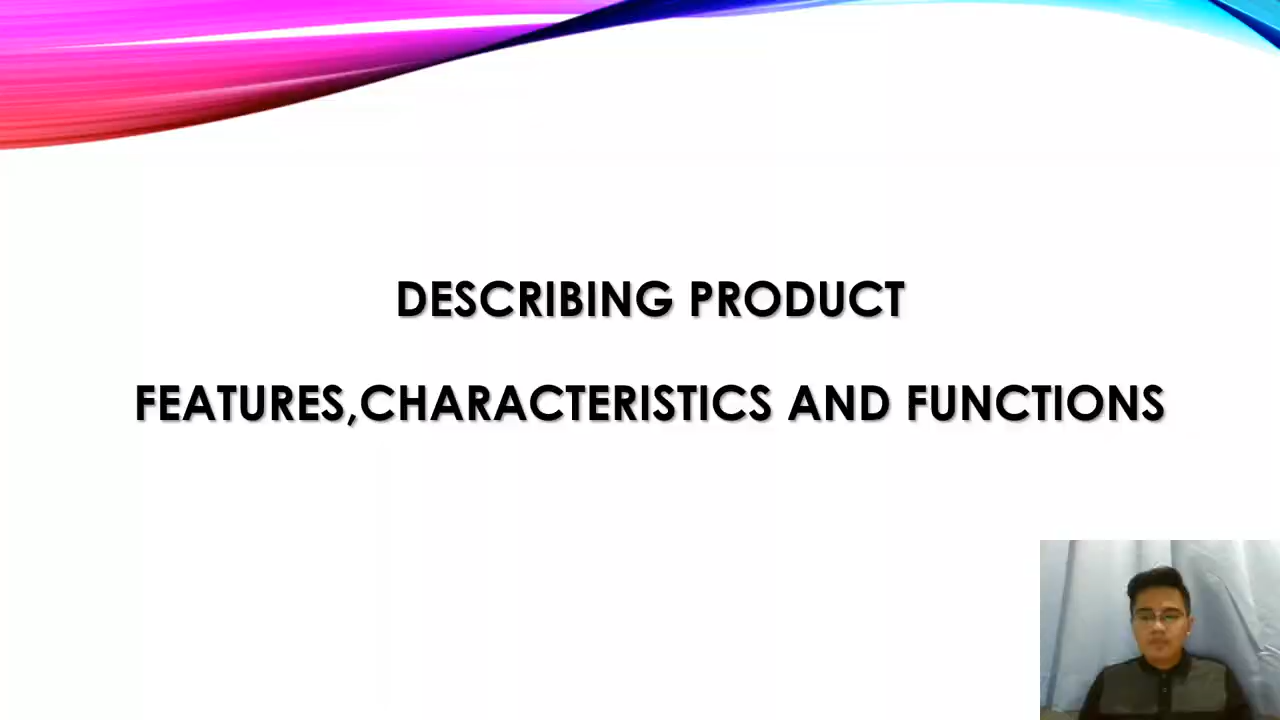 DESCRIBING PRODUCT
FEATURES,CHARACTERISTICS AND FUNCTIONS